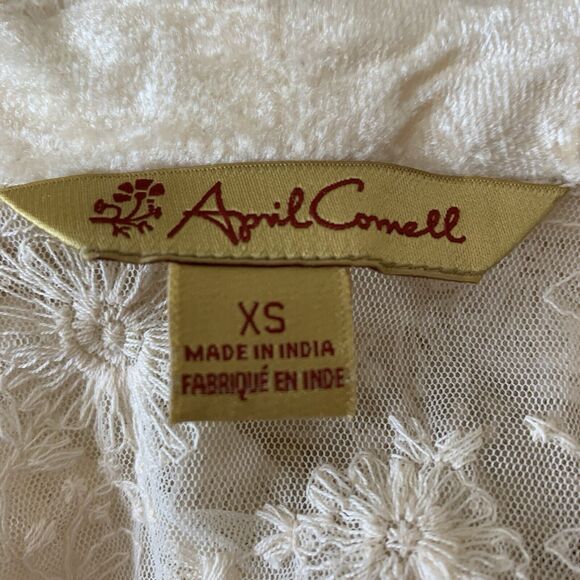 April Cornell
XS
MADE IN INDIA
FABRIQUÉ EN INDE